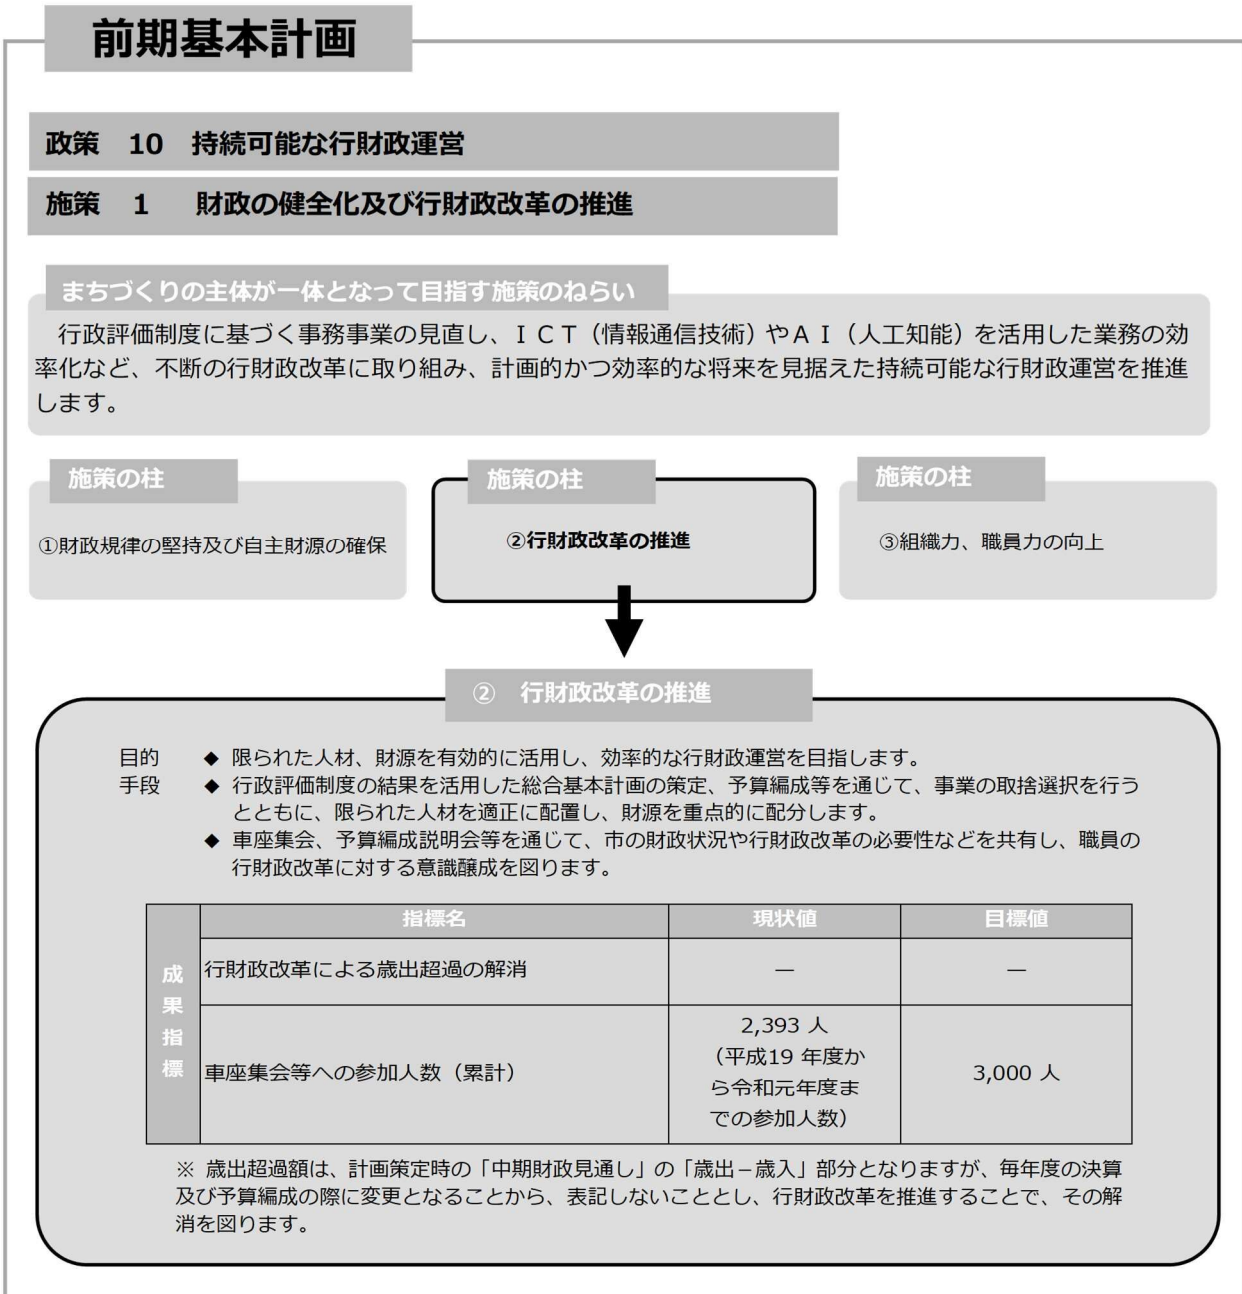 前期基本計画
政策　10　持続可能な行財政運営
施策　1　財政の健全化及び行財政改革の推進
まちづくりの主体が一体となって目指す施策のねらい
行政評価制度に基づく事務事業の見直し、ＩＣＴ（情報通信技術）やＡＩ（人工知能）を活用した業務の効
率化など、不断の行財政改革に取り組み、計画的かつ効率的な将来を見据えた持続可能な行財政運営を推進
します。
施策の柱
①財政規律の堅持及び自主財源の確保
施策の柱
②行財政改革の推進
施策の柱
③組織力、職員力の向上
②　行財政改革の推進
目的　◆ 限られた人材、財源を有効的に活用し、効率的な行財政運営を目指します。
手段　◆ 行政評価制度の結果を活用した総合基本計画の策定、予算編成等を通じて、事業の取捨選択を行う
とともに、限られた人材を適正に配置し、財源を重点的に配分します。
◆ 車座集会、予算編成説明会等を通じて、市の財政状況や行財政改革の必要性などを共有し、職員の
行財政改革に対する意識醸成を図ります。
成果指標
指標名　現状値　目標値
行財政改革による歳出超過の解消　―　―
車座集会等への参加人数（累計）
2,393 人
（平成19 年度か
ら令和元年度ま
での参加人数）
3,000 人
※ 歳出超過額は、計画策定時の「中期財政見通し」の「歳出－歳入」部分となりますが、毎年度の決算
及び予算編成の際に変更となることから、表記しないこととし、行財政改革を推進することで、その解
消を図ります。